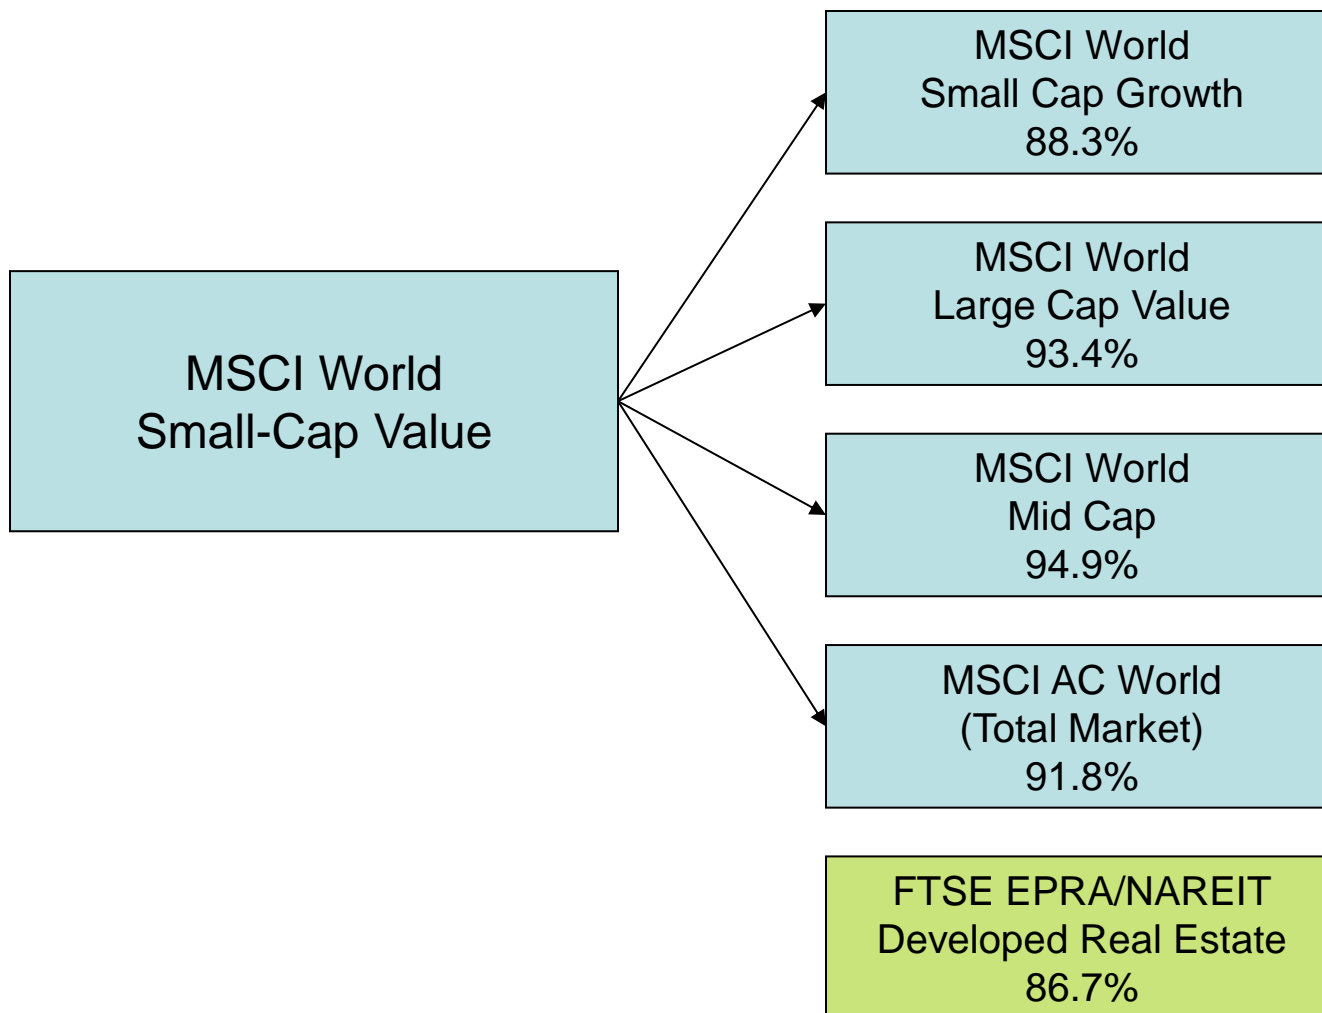 MSCI World
Small-Cap Value
MSCI World
Small Cap Growth
88.3%
MSCI World
Large Cap Value
93.4%
MSCI World
Mid Cap
94.9%
MSCI AC World
(Total Market)
91.8%
FTSE EPRA/NAREIT
Developed Real Estate
86.7%